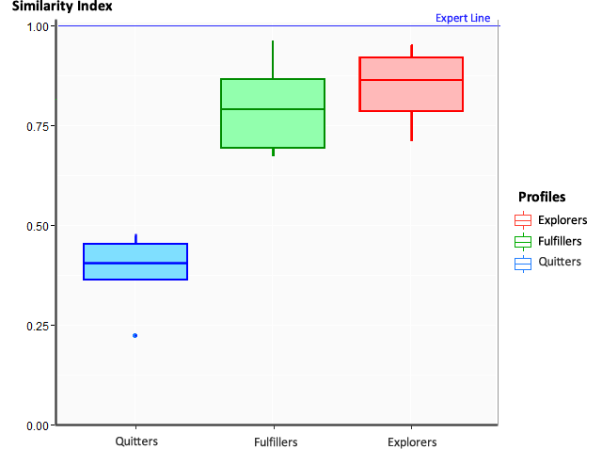 Similarity Index
Expert Line
1.00
0.75
0.50
0.25
0.00
Quitters Fulfillers Explorers
Profiles
Explorers
Fulfillers
Quitters